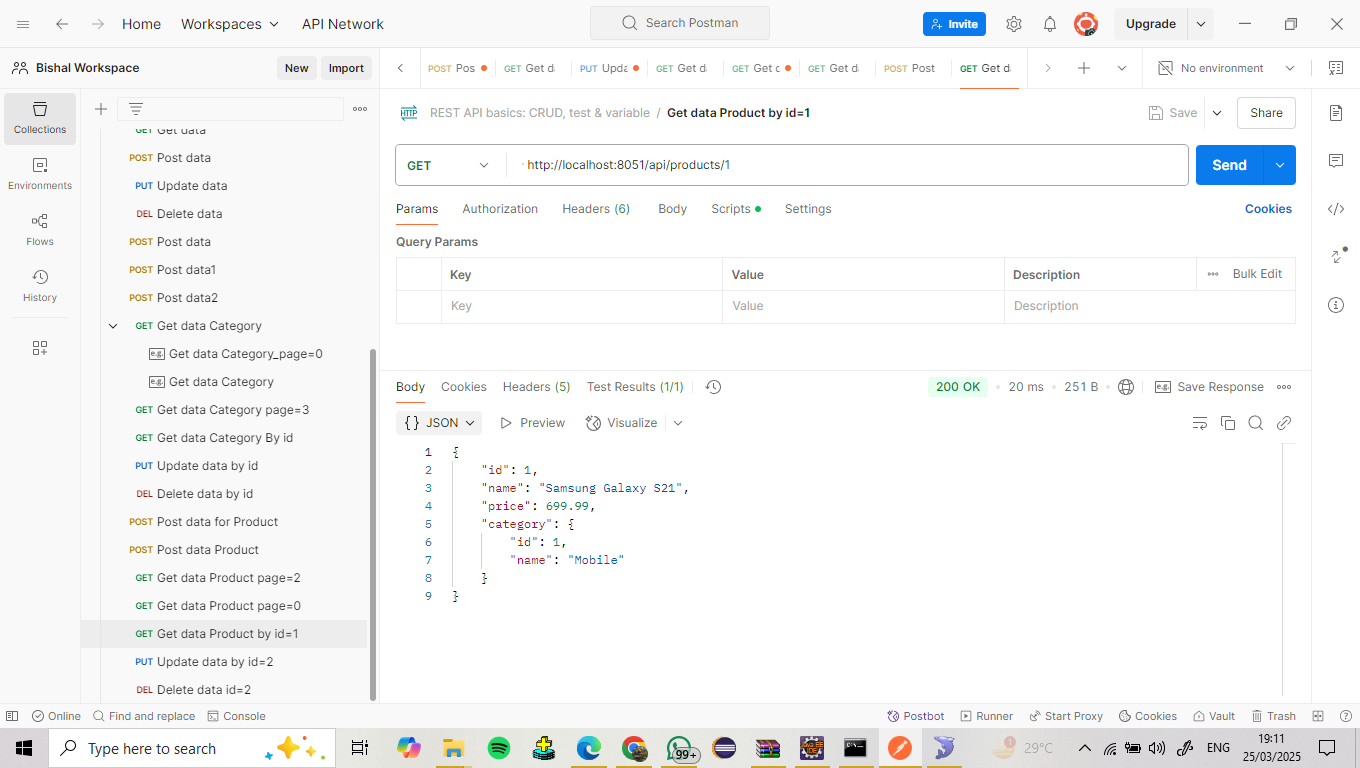 Home Workspaces API Network Search Postman Invite Upgrade
Bishal Workspace New Import POST Pos GET Get d PUT Upda GET Get d GET Get c GET Get d POST Post GET Get d No environment
Collections
Environments
Flows
History
GET Get data
POST Post data
PUT Update data
DEL Delete data
POST Post data
POST Post data1
POST Post data2
GET Get data Category
e.g. Get data Category_page=0
e.g. Get data Category
GET Get data Category page=3
GET Get data Category By id
PUT Update data by id
DEL Delete data by id
POST Post data for Product
POST Post data Product
GET Get data Product page=2
GET Get data Product page=0
GET Get data Product by id=1
PUT Update data by id=2
DEL Delete data id=2
HTTP REST API basics: CRUD, test & variable / Get data Product by id=1 Save Share
GET http://localhost:8051/api/products/1 Send
Params Authorization Headers (6) Body Scripts Settings Cookies
Query Params
Key Value Description Bulk Edit
Key Value Description
Body Cookies Headers (5) Test Results (1/1) 200 OK 20 ms 251 B e.g. Save Response
{} JSON Preview Visualize
1 {
2 "id": 1,
3 "name": "Samsung Galaxy S21",
4 "price": 699.99,
5 "category": {
6 "id": 1,
7 "name": "Mobile"
8 }
9 }
Online Find and replace Console Postbot Runner Start Proxy Cookies Vault Trash
Type here to search 99+ 29°C ENG 19:11
25/03/2025